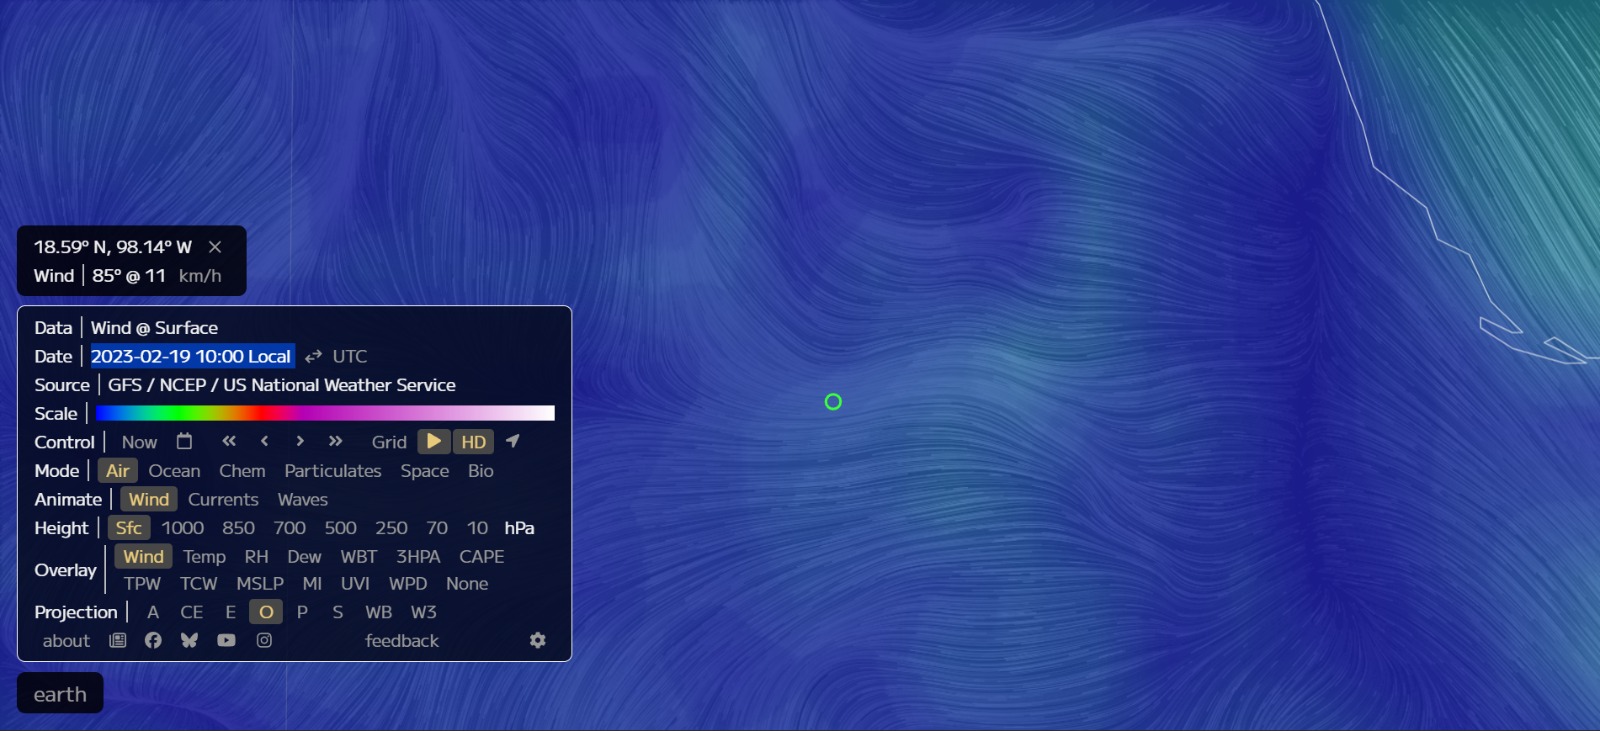 18.59° N, 98.14° W ×
Wind | 85° @ 11 km/h
Data | Wind @ Surface
Date | 2023-02-19 10:00 Local ⇄ UTC
Source | GFS / NCEP / US National Weather Service
Scale |
Control | Now « ‹ › » Grid HD
Mode | Air Ocean Chem Particulates Space Bio
Animate | Wind Currents Waves
Height | Sfc 1000 850 700 500 250 70 10 hPa
Overlay | Wind Temp RH Dew WBT 3HPA CAPE
TPW TCW MSLP MI UVI WPD None
Projection | A CE E O P S WB W3
about feedback
earth